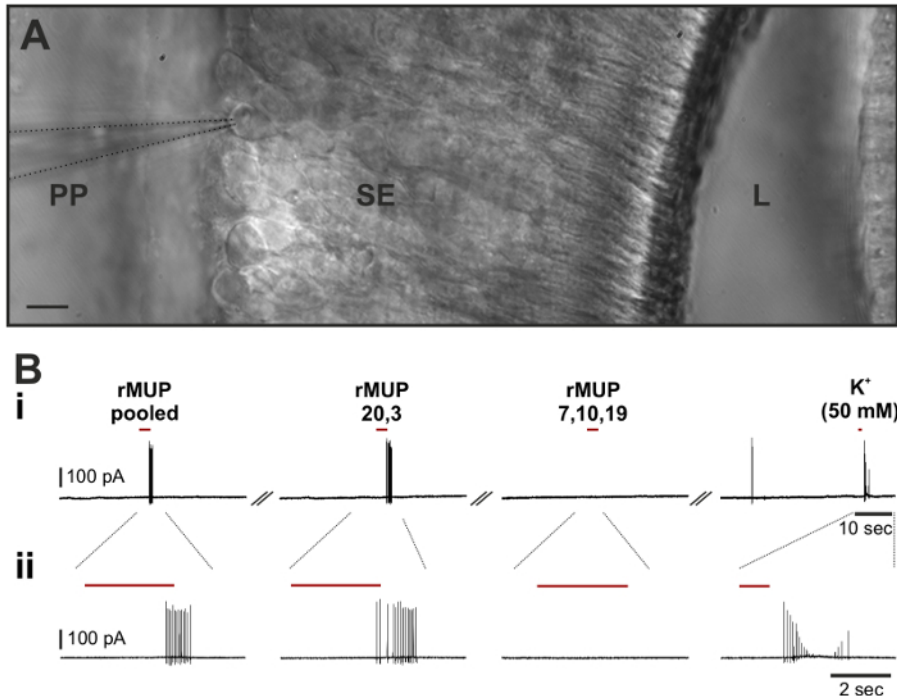 A
PP
SE
L
B
i
rMUP
pooled
rMUP
20,3
rMUP
7,10,19
K⁺
(50 mM)
100 pA
10 sec
ii
100 pA
2 sec